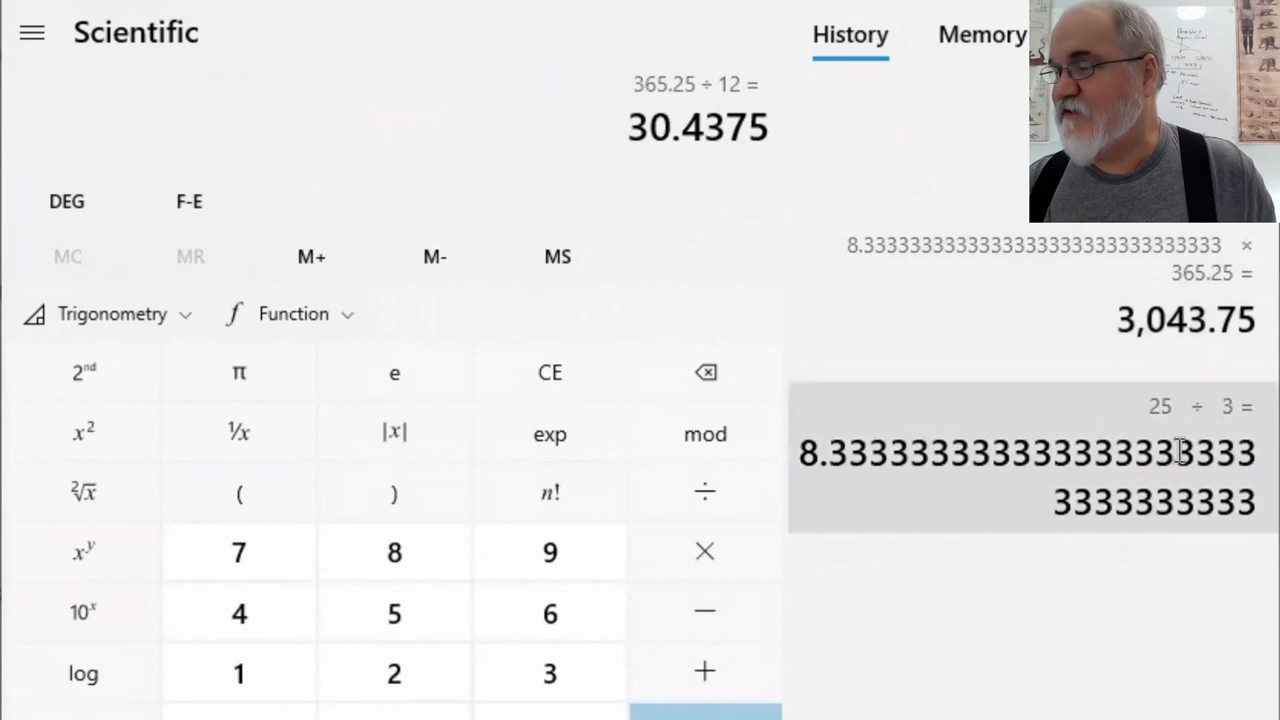 Scientific
History Memory
365.25 ÷ 12 =
30.4375
DEG F-E
MC MR M+ M- MS
Trigonometry Function
2nd π e CE
x2 ⅟x |x| exp mod
2√x ( ) n! ÷
xy 7 8 9 ×
10x 4 5 6 −
log 1 2 3 +
8.3333333333333333333333333333333 ×
365.25 =
3,043.75
25 ÷ 3 =
8.333333333333333333333
3333333333